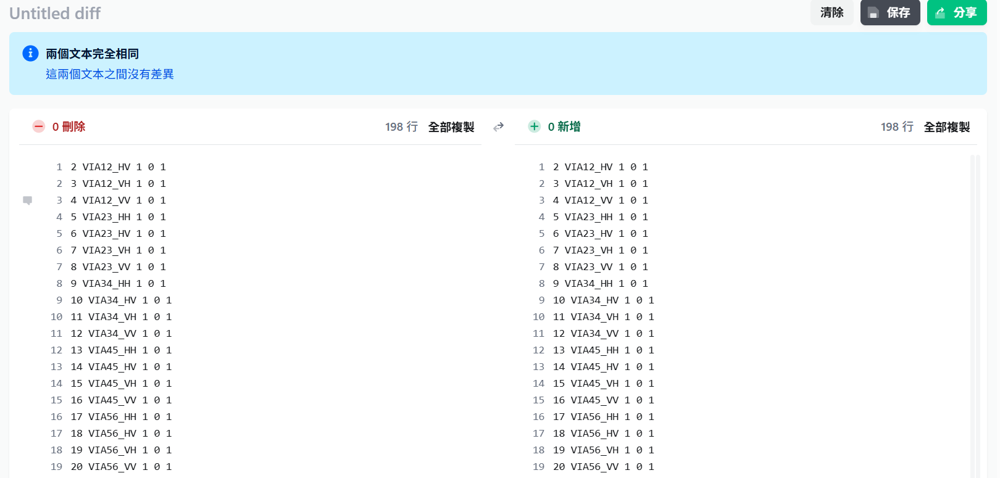 Untitled diff
清除
保存
分享
兩個文本完全相同
這兩個文本之間沒有差異
0 刪除
198 行 全部複製
0 新增
198 行 全部複製
1 2 VIA12_HV 1 0 1
2 3 VIA12_VH 1 0 1
3 4 VIA12_VV 1 0 1
4 5 VIA23_HH 1 0 1
5 6 VIA23_HV 1 0 1
6 7 VIA23_VH 1 0 1
7 8 VIA23_VV 1 0 1
8 9 VIA34_HH 1 0 1
9 10 VIA34_HV 1 0 1
10 11 VIA34_VH 1 0 1
11 12 VIA34_VV 1 0 1
12 13 VIA45_HH 1 0 1
13 14 VIA45_HV 1 0 1
14 15 VIA45_VH 1 0 1
15 16 VIA45_VV 1 0 1
16 17 VIA56_HH 1 0 1
17 18 VIA56_HV 1 0 1
18 19 VIA56_VH 1 0 1
19 20 VIA56_VV 1 0 1
1 2 VIA12_HV 1 0 1
2 3 VIA12_VH 1 0 1
3 4 VIA12_VV 1 0 1
4 5 VIA23_HH 1 0 1
5 6 VIA23_HV 1 0 1
6 7 VIA23_VH 1 0 1
7 8 VIA23_VV 1 0 1
8 9 VIA34_HH 1 0 1
9 10 VIA34_HV 1 0 1
10 11 VIA34_VH 1 0 1
11 12 VIA34_VV 1 0 1
12 13 VIA45_HH 1 0 1
13 14 VIA45_HV 1 0 1
14 15 VIA45_VH 1 0 1
15 16 VIA45_VV 1 0 1
16 17 VIA56_HH 1 0 1
17 18 VIA56_HV 1 0 1
18 19 VIA56_VH 1 0 1
19 20 VIA56_VV 1 0 1